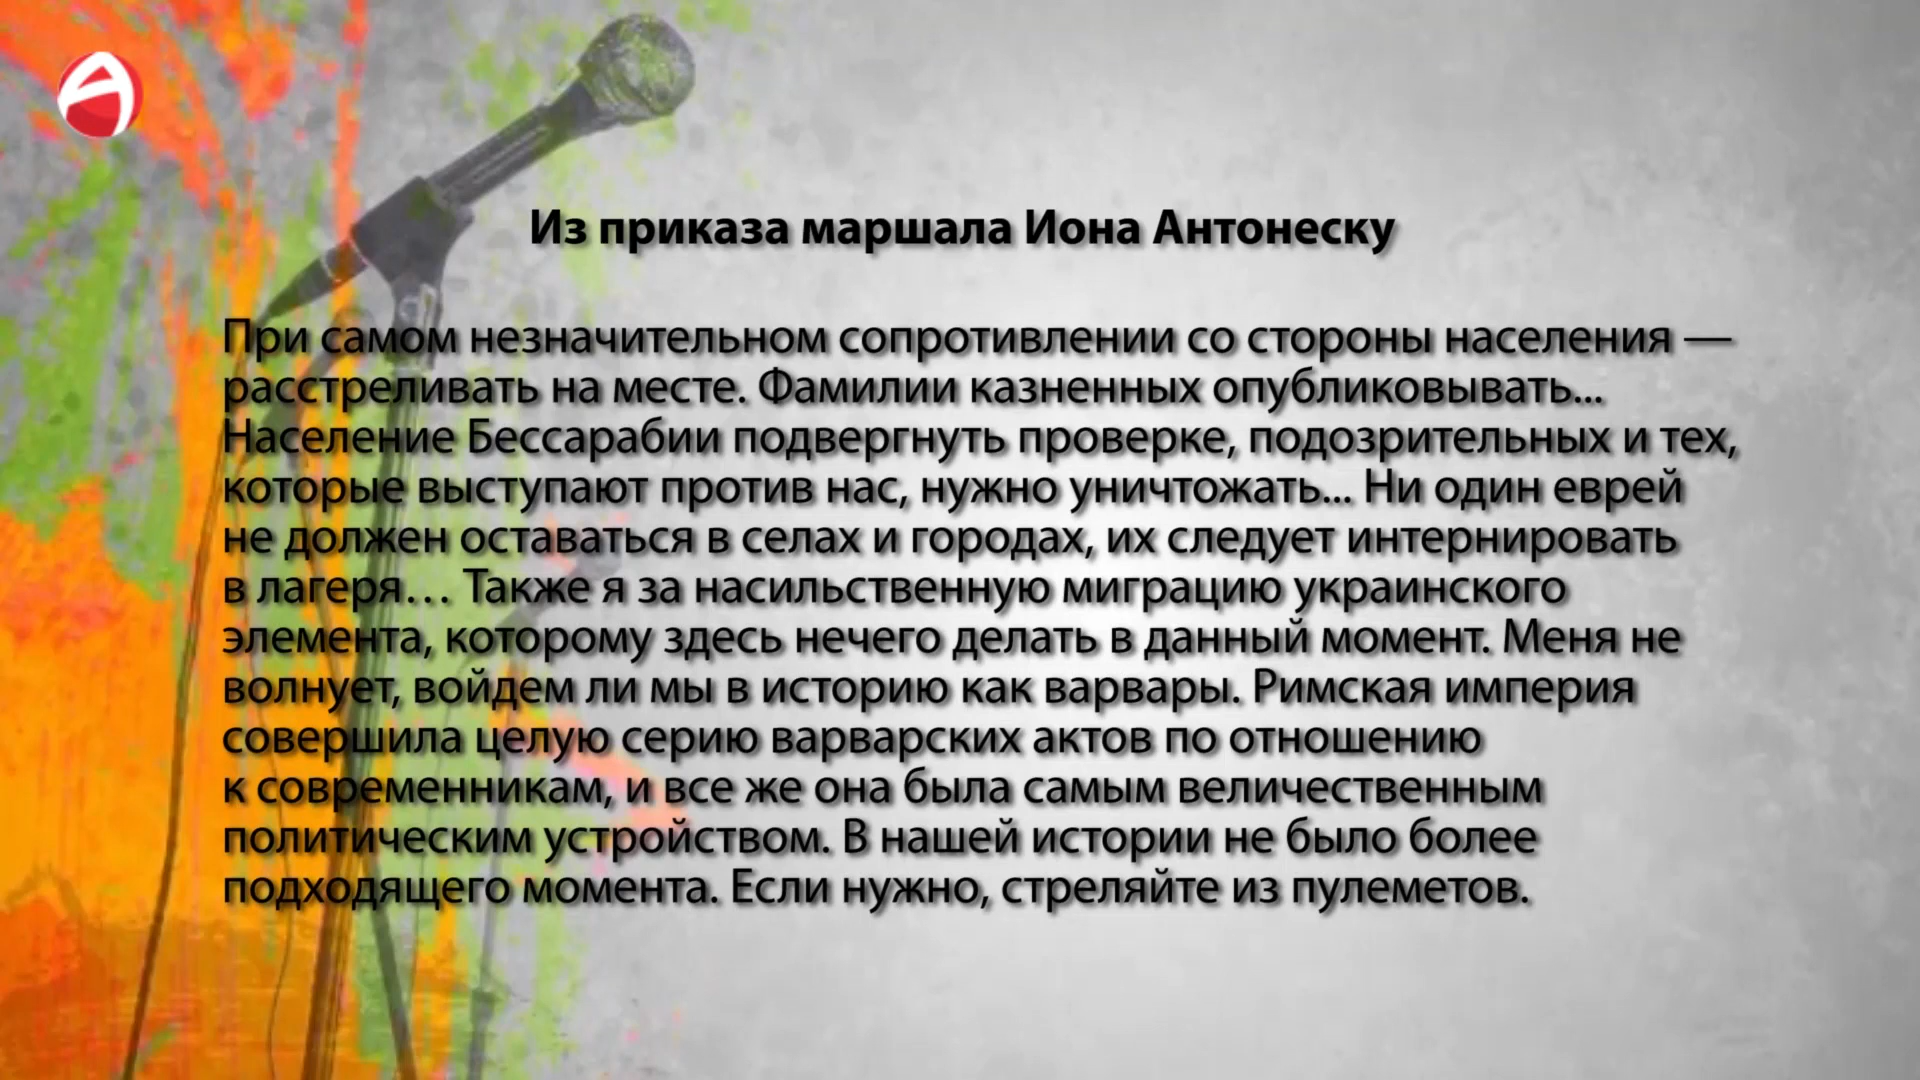 Из приказа маршала Иона Антонеску
При самом незначительном сопротивлении со стороны населения —
расстреливать на месте. Фамилии казненных опубликовывать...
Население Бессарабии подвергнуть проверке, подозрительных и тех,
которые выступают против нас, нужно уничтожать... Ни один еврей
не должен оставаться в селах и городах, их следует интернировать
в лагеря… Также я за насильственную миграцию украинского
элемента, которому здесь нечего делать в данный момент. Меня не
волнует, войдем ли мы в историю как варвары. Римская империя
совершила целую серию варварских актов по отношению
к современникам, и все же она была самым величественным
политическим устройством. В нашей истории не было более
подходящего момента. Если нужно, стреляйте из пулеметов.